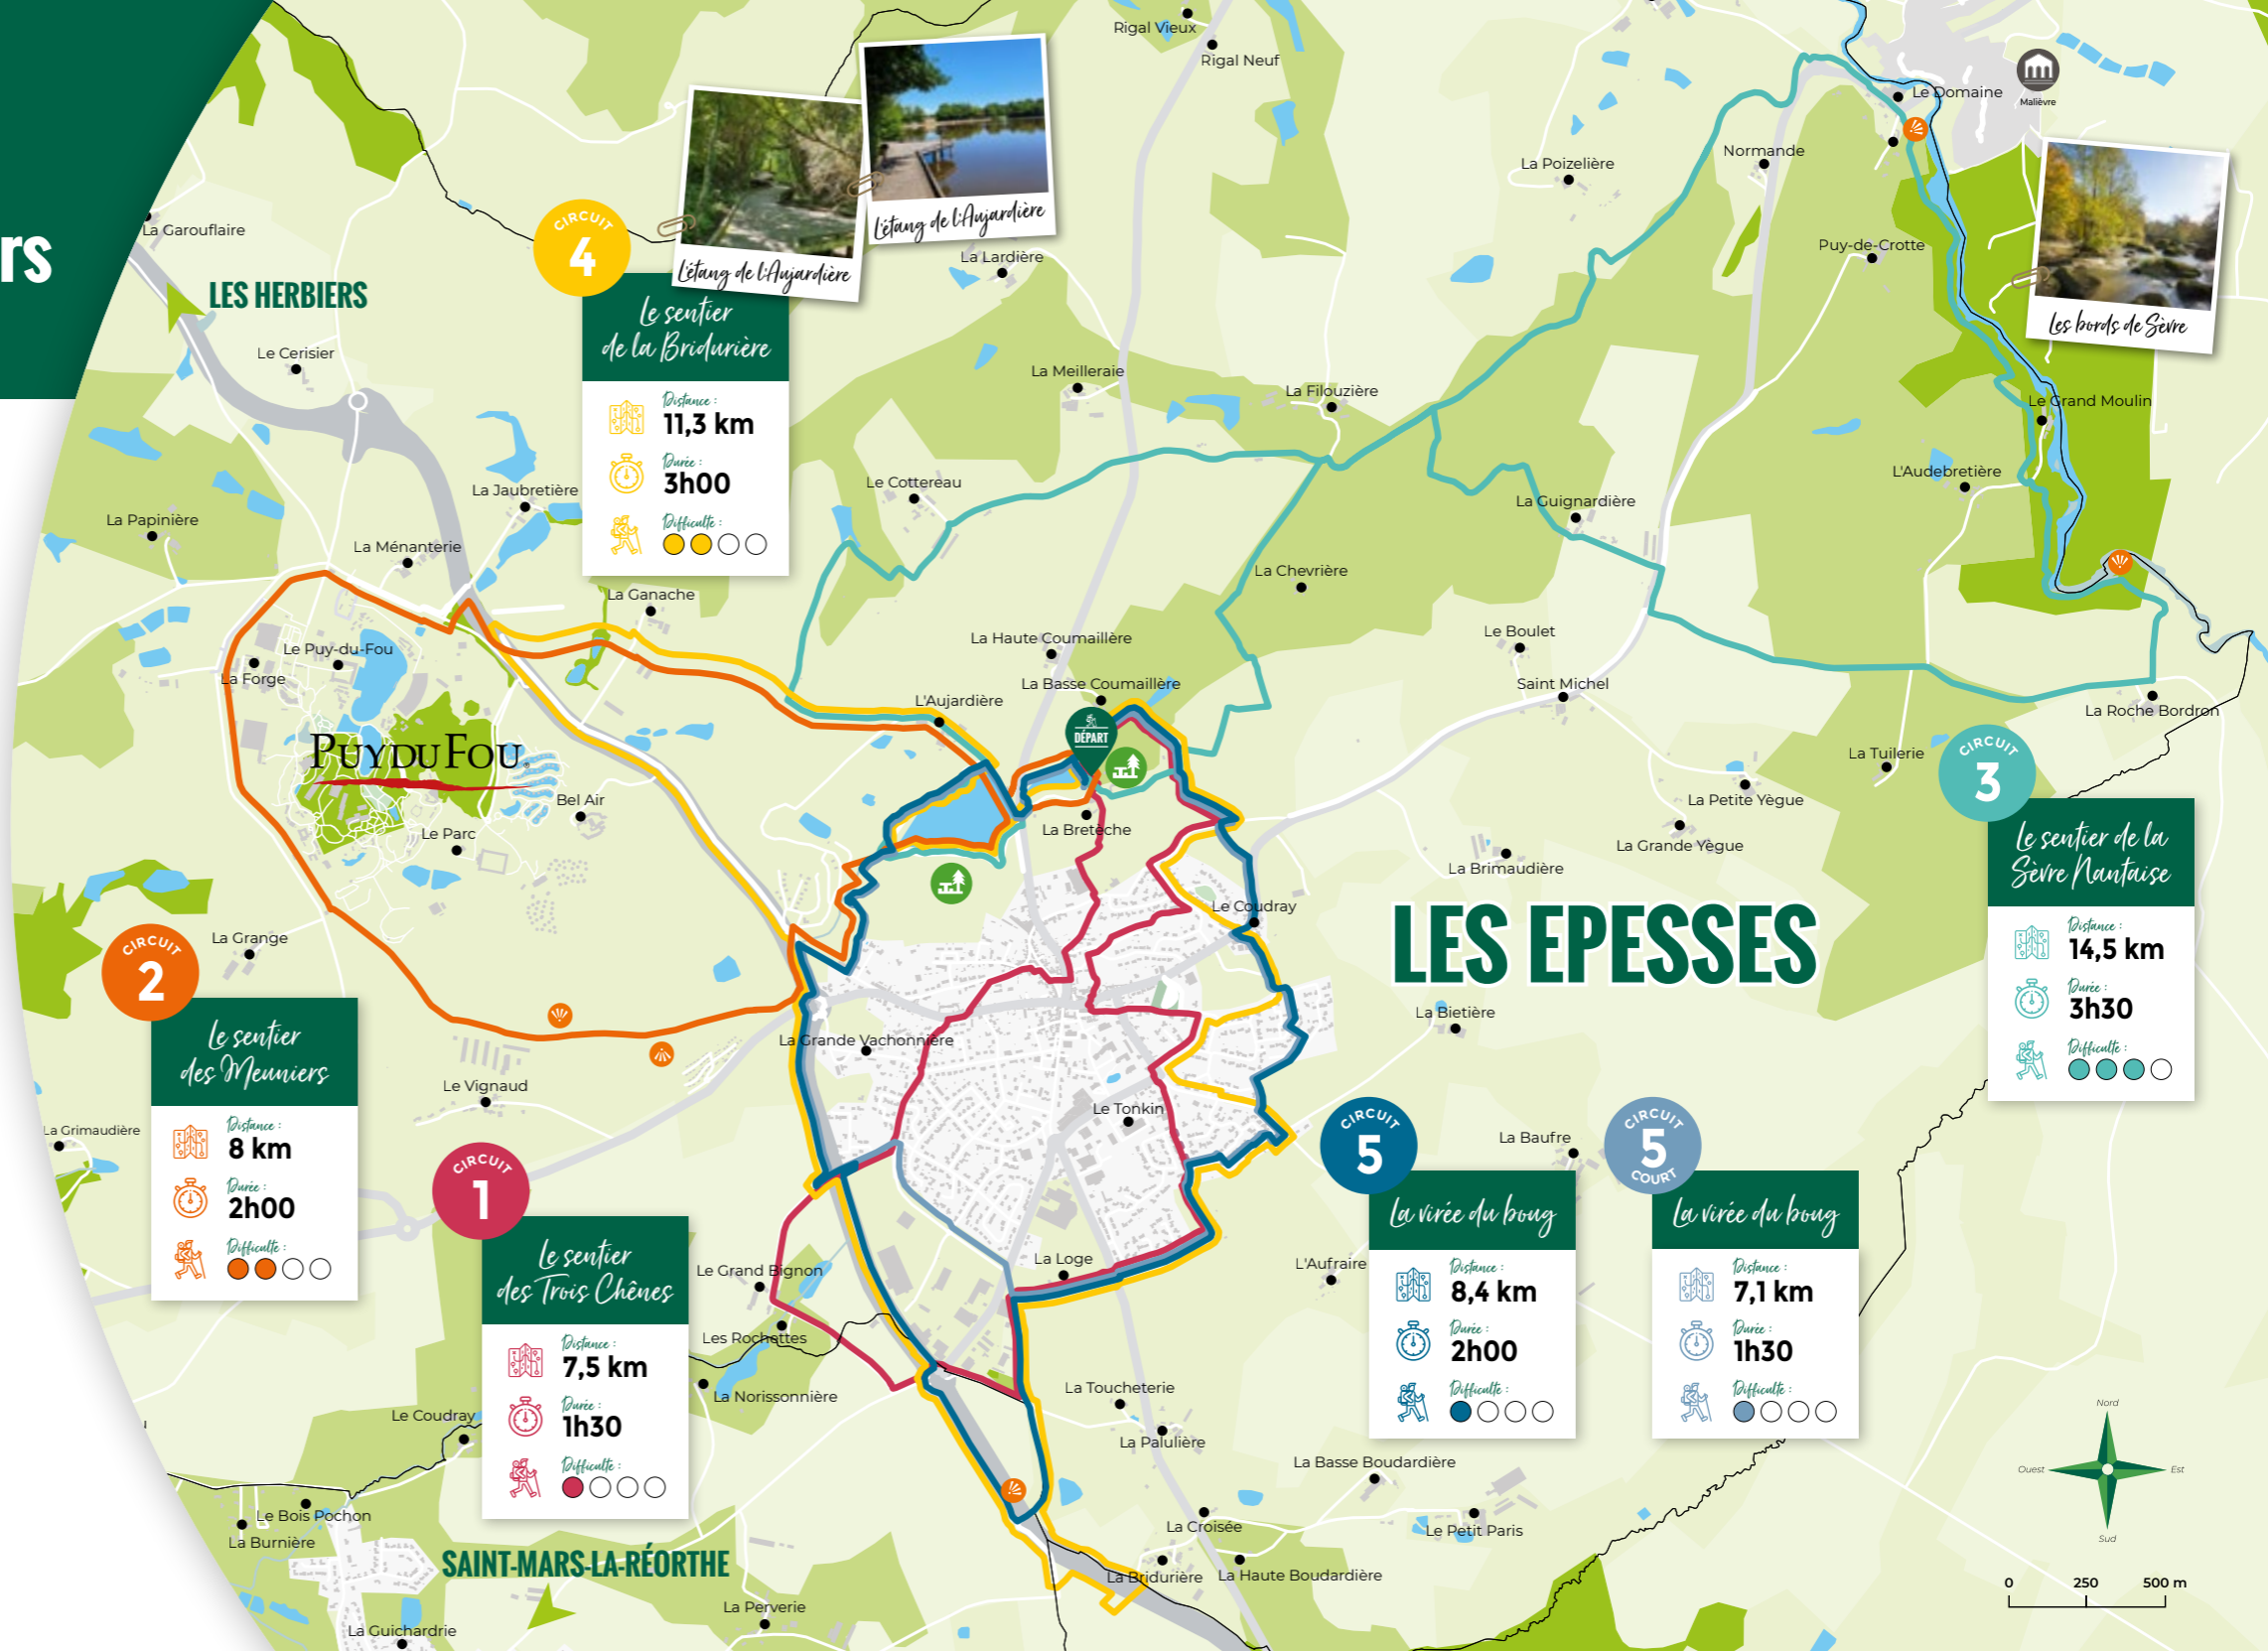 rs
Rigal Vieux
Rigal Neuf
Le Domaine
Malièvre
La Poizelière
Normande
La Garouflaire
LES HERBIERS
Le Cerisier
CIRCUIT
4
L'étang de l'Aujardière
L'étang de l'Aujardière
La Lardière
Puy-de-Crotte
Les bords de Sèvre
Le sentier
de la Bridurière
Distance :
11,3 km
Durée :
3h00
Difficulté :
La Meilleraie
La Filouzière
Le Grand Moulin
La Jaubretière
Le Cottereau
L'Audebretière
La Guignardière
La Papinière
La Ménanterie
La Ganache
La Chevrière
La Haute Coumaillère
Le Boulet
Le Puy-du-Fou
La Forge
La Basse Coumaillère
Saint Michel
L'Aujardière
La Roche Bordron
DÉPART
PUY DU FOU
La Tuilerie
Bel Air
La Petite Yègue
Le Parc
La Bretèche
La Grande Yègue
La Brimaudière
CIRCUIT
3
Le sentier de la
Sèvre Nantaise
Distance :
14,5 km
Durée :
3h30
Difficulté :
Le Coudray
LES EPESSES
La Grange
CIRCUIT
2
Le sentier
des Meuniers
Distance :
8 km
Durée :
2h00
Difficulté :
La Bietière
La Grande Vachonnière
Le Vignaud
Le Tonkin
La Grimaudière
La Baufre
CIRCUIT
1
Le sentier
des Trois Chênes
Distance :
7,5 km
Durée :
1h30
Difficulté :
CIRCUIT
5
La virée du boug
Distance :
8,4 km
Durée :
2h00
Difficulté :
CIRCUIT
5
COURT
La virée du boug
Distance :
7,1 km
Durée :
1h30
Difficulté :
La Loge
L'Aufraire
Le Grand Bignon
Les Rochettes
La Norissonnière
La Toucheterie
La Palulière
Le Coudray
La Basse Boudardière
Le Bois Pochon
La Burnière
La Croisée
Le Petit Paris
SAINT-MARS-LA-RÉORTHE
La Bridurière
La Haute Boudardière
La Perverie
La Guichardrie
Nord
Ouest
Est
Sud
0 250 500 m